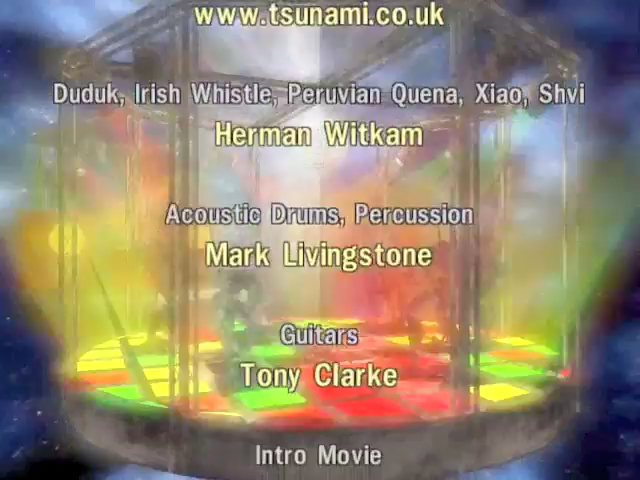 www.tsunami.co.uk
Duduk, Irish Whistle, Peruvian Quena, Xiao, Shvi
Herman Witkam
Acoustic Drums, Percussion
Mark Livingstone
Guitars
Tony Clarke
Intro Movie